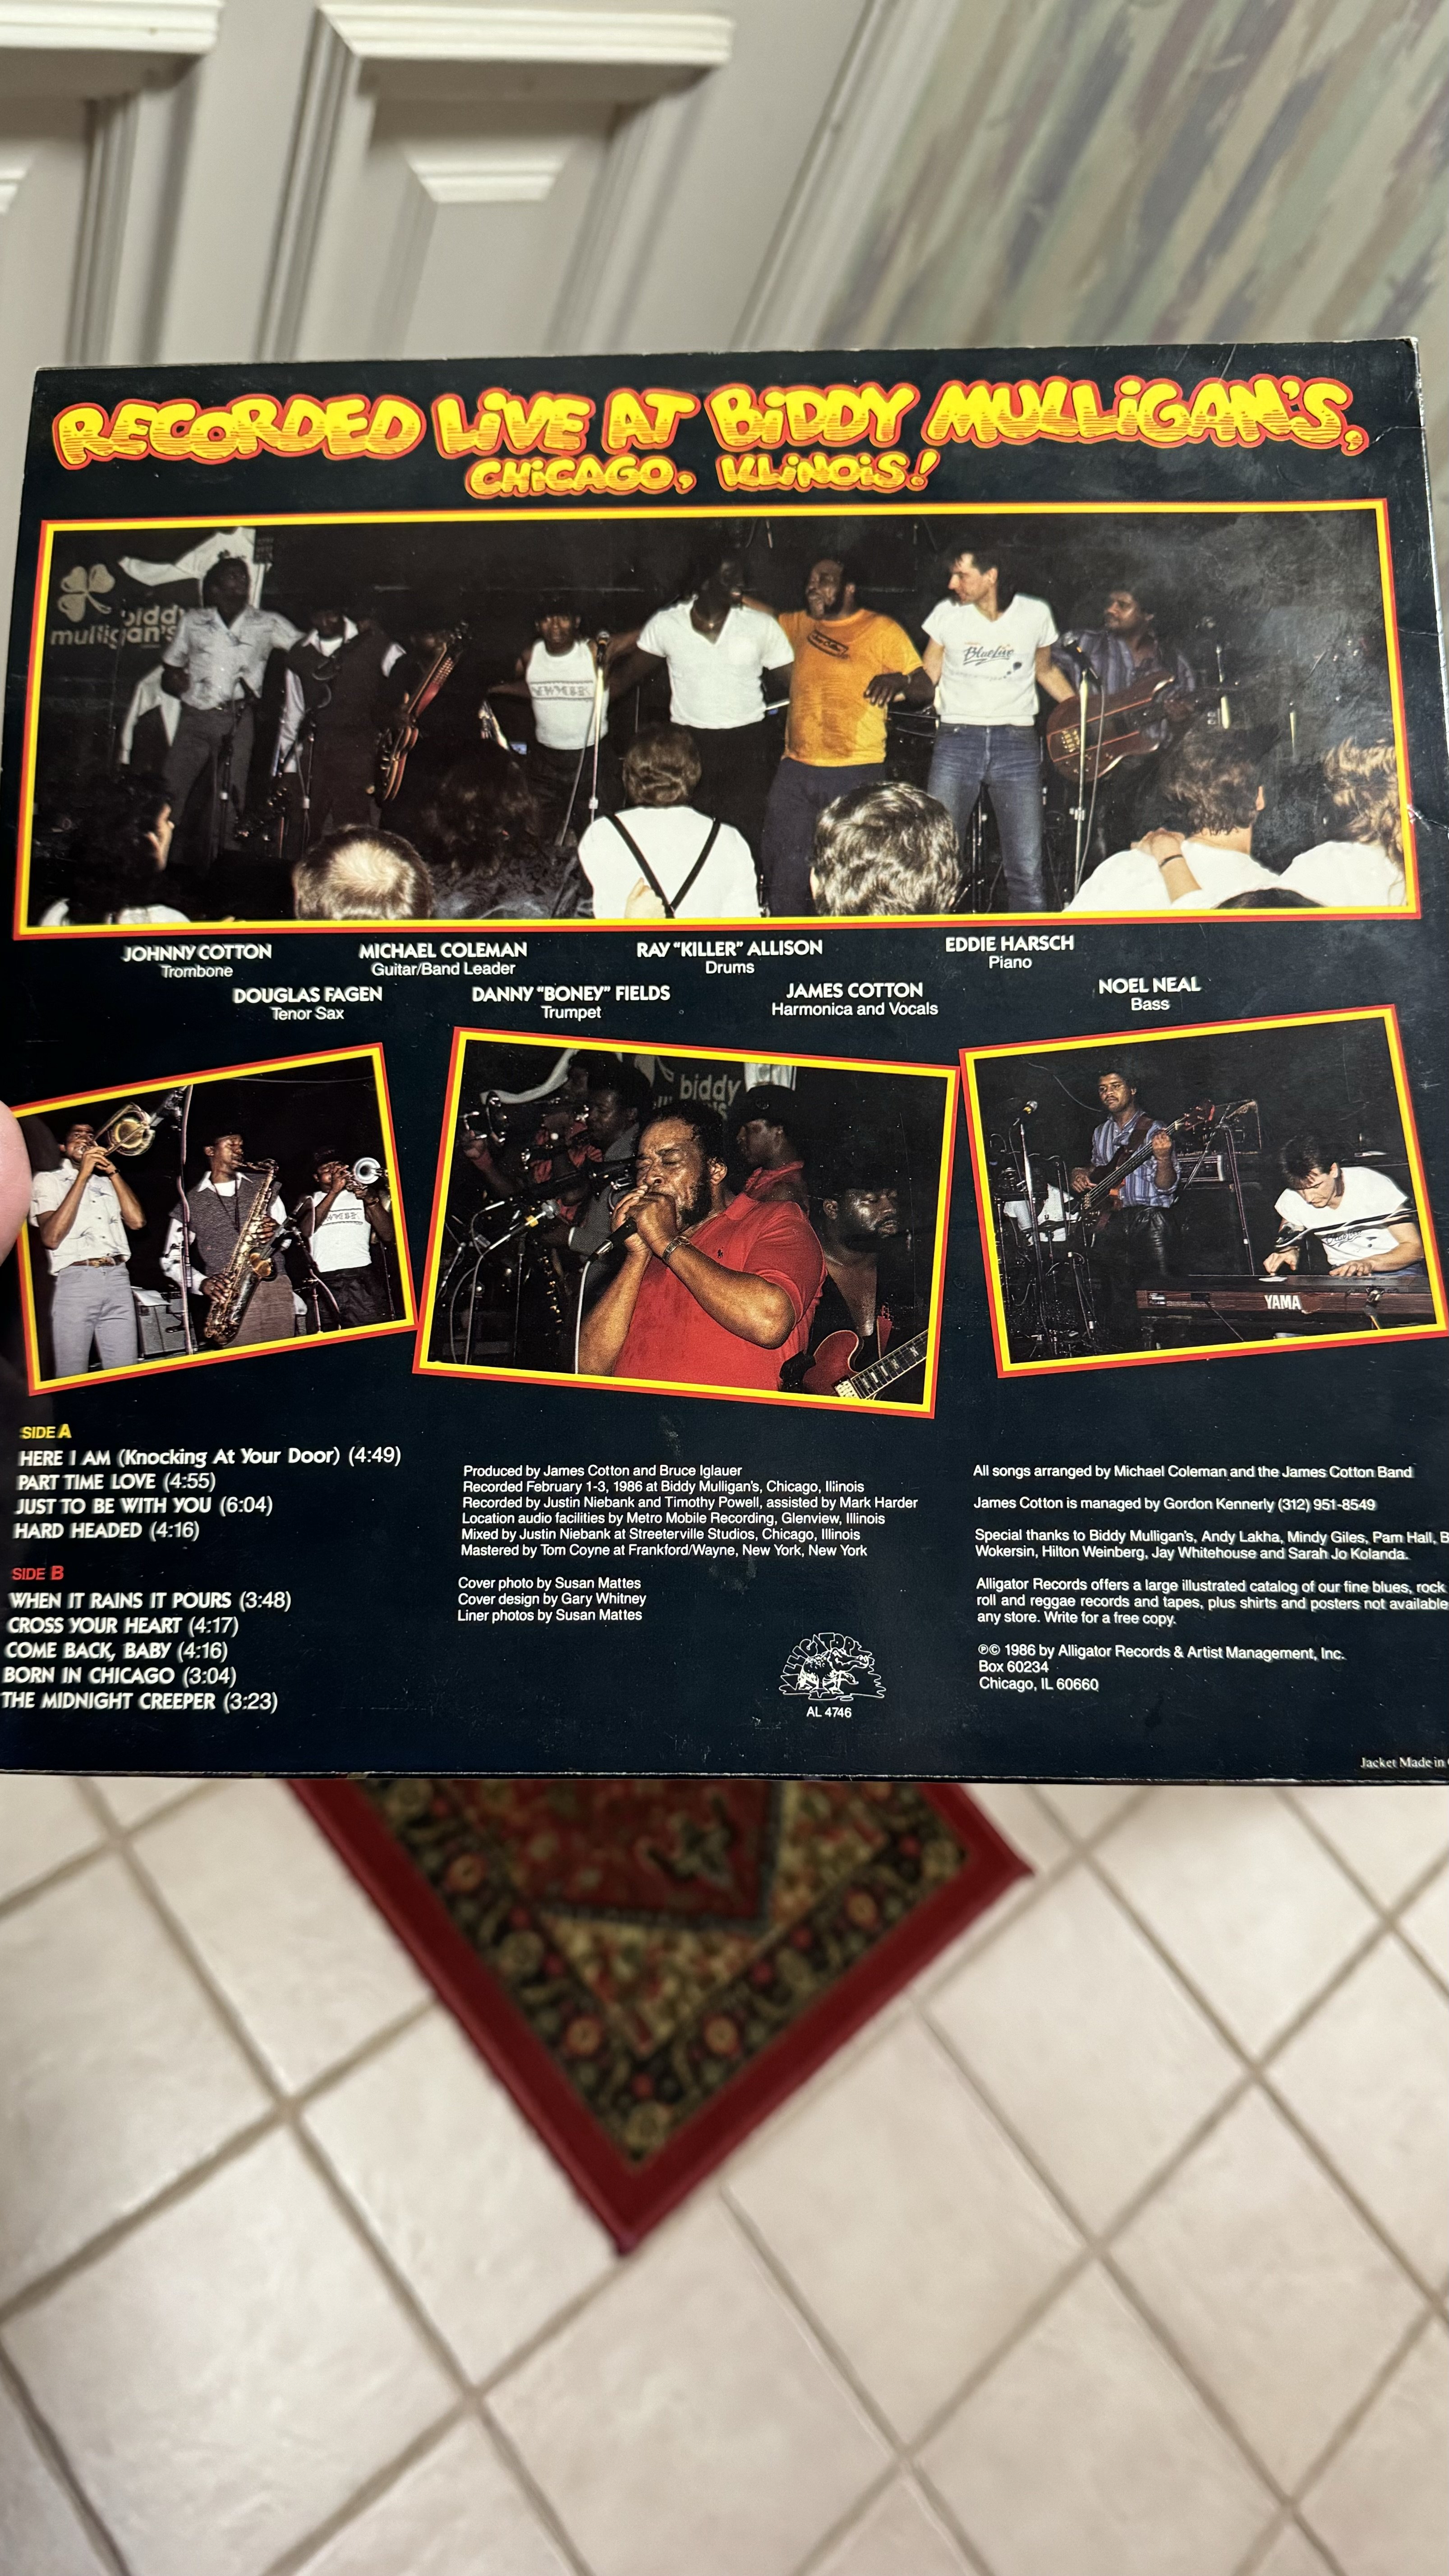 RECORDED LiVE AT BiDDY MULLiGAN'S,
CHiCAGO, iLLiNOiS!
biddy
mulligan's
NEW MEXICO
BlueLite
JOHNNY COTTON
Trombone
MICHAEL COLEMAN
Guitar/Band Leader
RAY “KILLER” ALLISON
Drums
EDDIE HARSCH
Piano
DOUGLAS FAGEN
Tenor Sax
DANNY “BONEY” FIELDS
Trumpet
JAMES COTTON
Harmonica and Vocals
NOEL NEAL
Bass
biddy
YAMA
SIDE A
HERE I AM (Knocking At Your Door) (4:49)
PART TIME LOVE (4:55)
JUST TO BE WITH YOU (6:04)
HARD HEADED (4:16)
SIDE B
WHEN IT RAINS IT POURS (3:48)
CROSS YOUR HEART (4:17)
COME BACK, BABY (4:16)
BORN IN CHICAGO (3:04)
THE MIDNIGHT CREEPER (3:23)
Produced by James Cotton and Bruce Iglauer
Recorded February 1-3, 1986 at Biddy Mulligan's, Chicago, Illinois
Recorded by Justin Niebank and Timothy Powell, assisted by Mark Harder
Location audio facilities by Metro Mobile Recording, Glenview, Illinois
Mixed by Justin Niebank at Streeterville Studios, Chicago, Illinois
Mastered by Tom Coyne at Frankford/Wayne, New York, New York
Cover photo by Susan Mattes
Cover design by Gary Whitney
Liner photos by Susan Mattes
ALLIGATOR
AL 4746
All songs arranged by Michael Coleman and the James Cotton Band
James Cotton is managed by Gordon Kennerly (312) 951-8549
Special thanks to Biddy Mulligan's, Andy Lakha, Mindy Giles, Pam Hall, B
Wokersin, Hilton Weinberg, Jay Whitehouse and Sarah Jo Kolanda.
Alligator Records offers a large illustrated catalog of our fine blues, rock
roll and reggae records and tapes, plus shirts and posters not available
any store. Write for a free copy.
℗© 1986 by Alligator Records & Artist Management, Inc.
Box 60234
Chicago, IL 60660
Jacket Made in